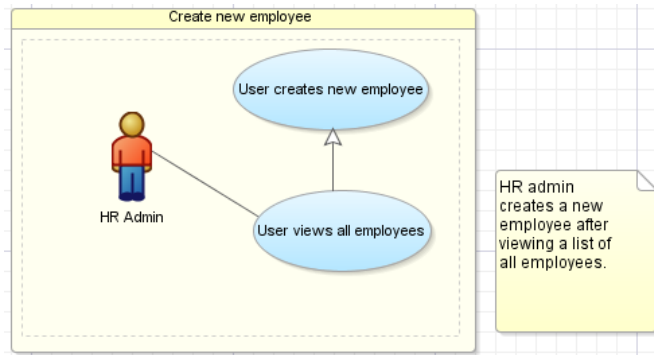 Create new employee
User creates new employee
HR Admin
User views all employees
HR admin
creates a new
employee after
viewing a list of
all employees.